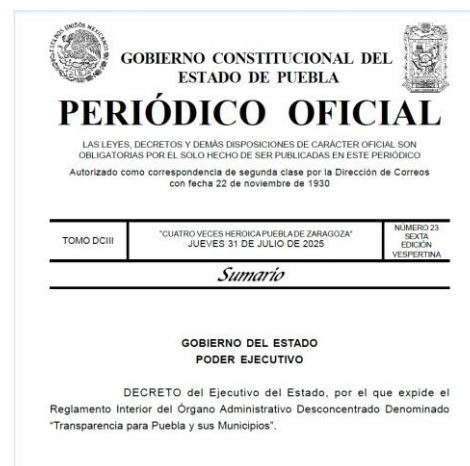 GOBIERNO CONSTITUCIONAL DEL
ESTADO DE PUEBLA
PERIÓDICO OFICIAL
LAS LEYES, DECRETOS Y DEMÁS DISPOSICIONES DE CARÁCTER OFICIAL SON
OBLIGATORIAS POR EL SOLO HECHO DE SER PUBLICADAS EN ESTE PERIÓDICO
Autorizado como correspondencia de segunda clase por la Dirección de Correos
con fecha 22 de noviembre de 1930
TOMO DCIII
"CUATRO VECES HEROICA PUEBLA DE ZARAGOZA"
JUEVES 31 DE JULIO DE 2025
NÚMERO 23
SEXTA
EDICIÓN
VESPERTINA
Sumario
GOBIERNO DEL ESTADO
PODER EJECUTIVO
DECRETO del Ejecutivo del Estado, por el que expide el
Reglamento Interior del Órgano Administrativo Desconcentrado Denominado
“Transparencia para Puebla y sus Municipios”.